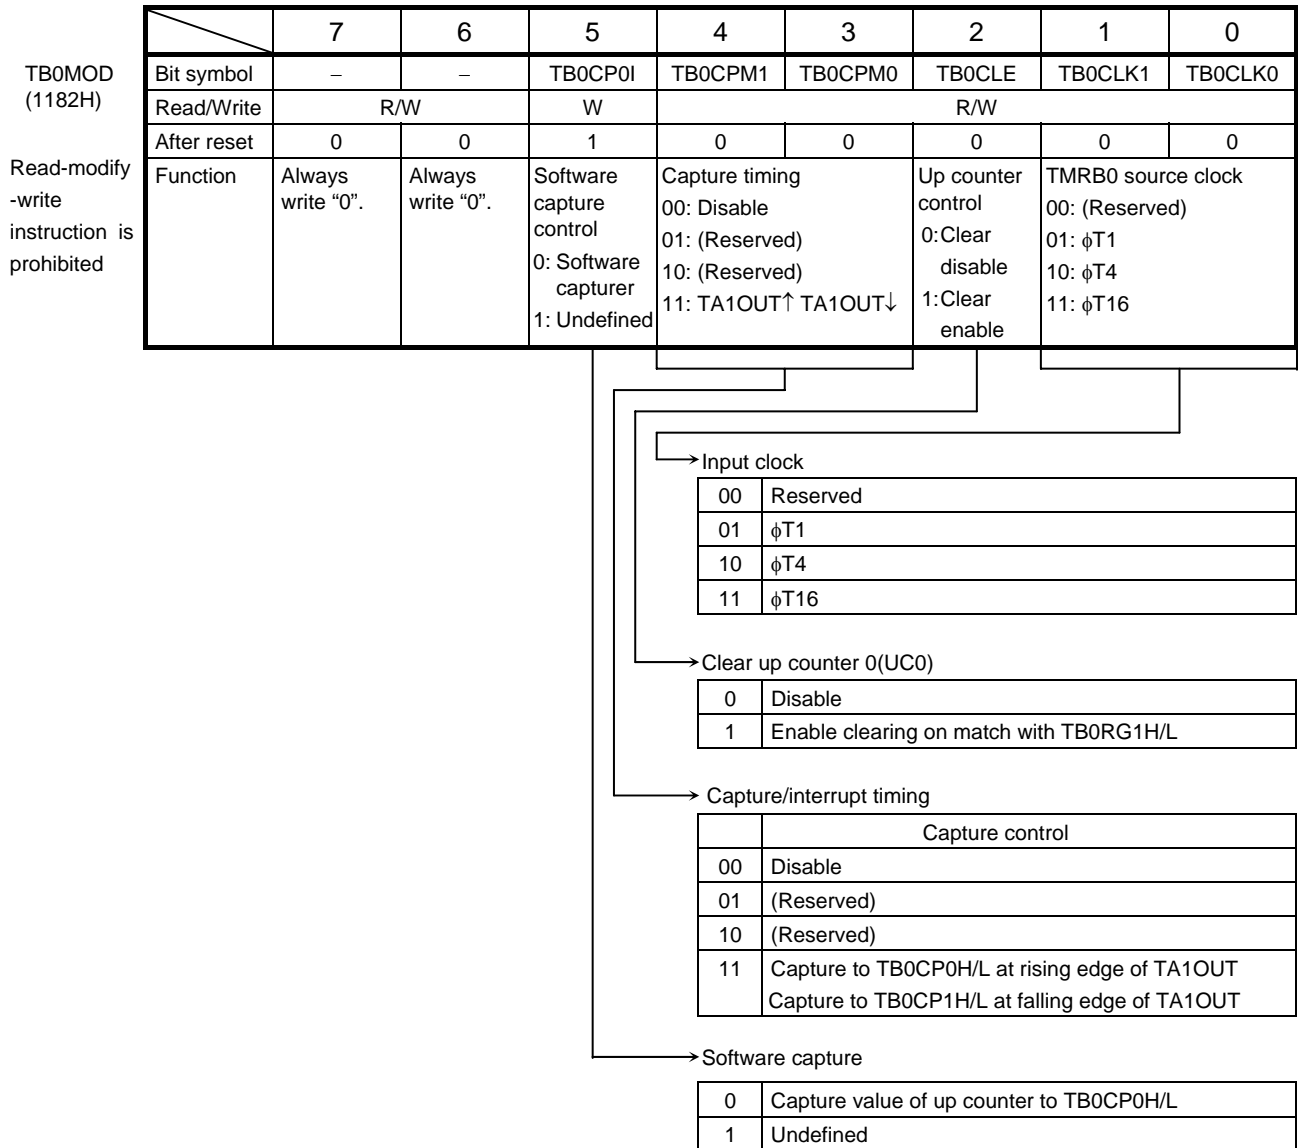 7 6 5 4 3 2 1 0
TB0MOD
(1182H)
Bit symbol – – TB0CP0I TB0CPM1 TB0CPM0 TB0CLE TB0CLK1 TB0CLK0
Read/Write R/W W R/W
After reset 0 0 1 0 0 0 0 0
Read-modify
-write
instruction is
prohibited
Function
Always
write “0”.
Always
write “0”.
Software
capture
control
0: Software
capturer
1: Undefined
Capture timing
00: Disable
01: (Reserved)
10: (Reserved)
11: TA1OUT↑ TA1OUT↓
Up counter
control
0:Clear
disable
1:Clear
enable
TMRB0 source clock
00: (Reserved)
01: ϕT1
10: ϕT4
11: ϕT16
Input clock
00 Reserved
01 ϕT1
10 ϕT4
11 ϕT16
Clear up counter 0(UC0)
0 Disable
1 Enable clearing on match with TB0RG1H/L
Capture/interrupt timing
Capture control
00 Disable
01 (Reserved)
10 (Reserved)
11 Capture to TB0CP0H/L at rising edge of TA1OUT
Capture to TB0CP1H/L at falling edge of TA1OUT
Software capture
0 Capture value of up counter to TB0CP0H/L
1 Undefined